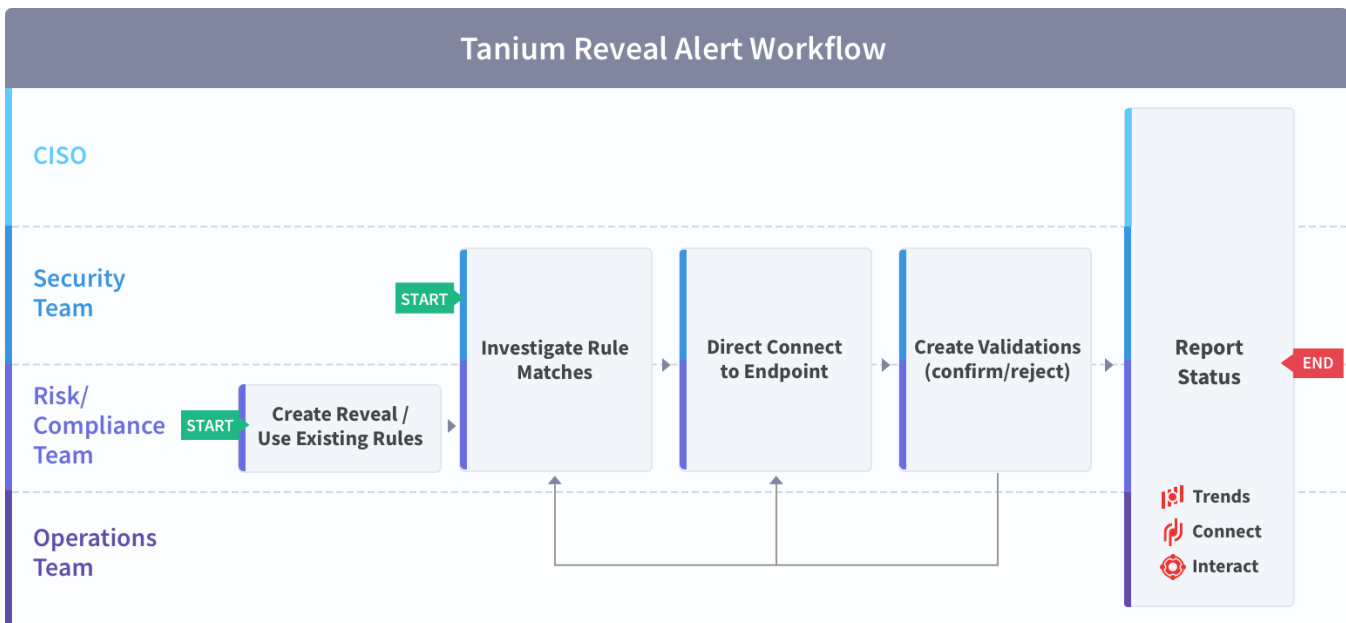 Tanium Reveal Alert Workflow
CISO
Security
Team
START
Investigate Rule
Matches
Direct Connect
to Endpoint
Create Validations
(confirm/reject)
Report
Status
END
Risk/
Compliance
Team
START
Create Reveal /
Use Existing Rules
Operations
Team
Trends
Connect
Interact